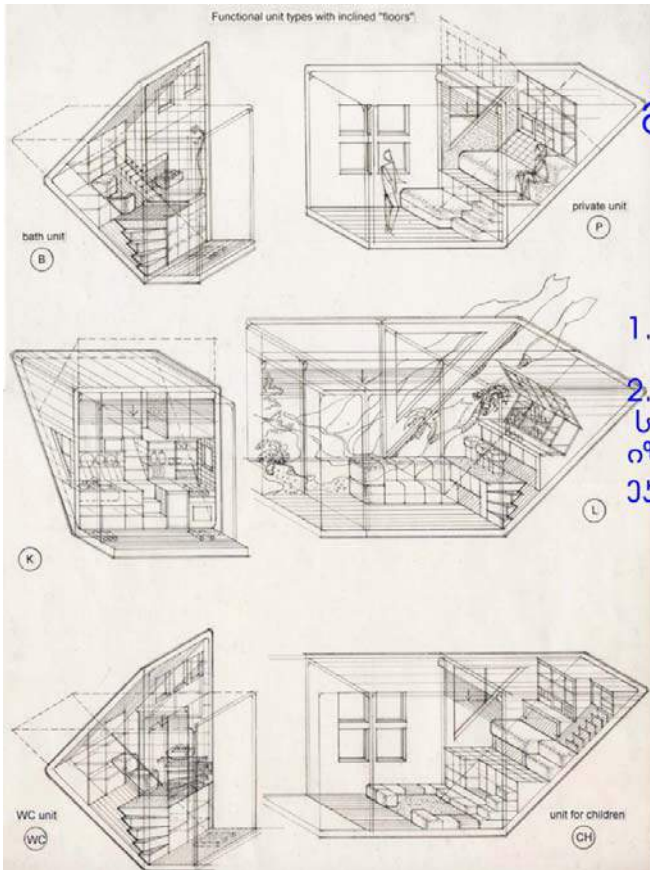 Functional unit types with inclined "floors"
bath unit
B
private unit
P
1.
2.
K
L
WC unit
WC
unit for children
CH